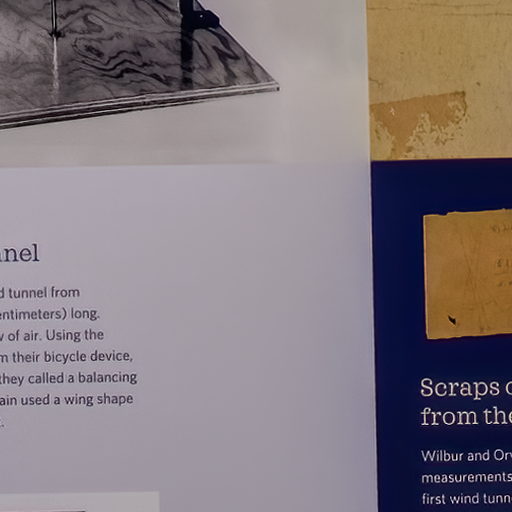 nel
d tunnel from
entimeters) long.
of air. Using the
m their bicycle device,
they called a balancing
ain used a wing shape
Scraps
from the
Wilbur and Orv
measurements
first wind tunn